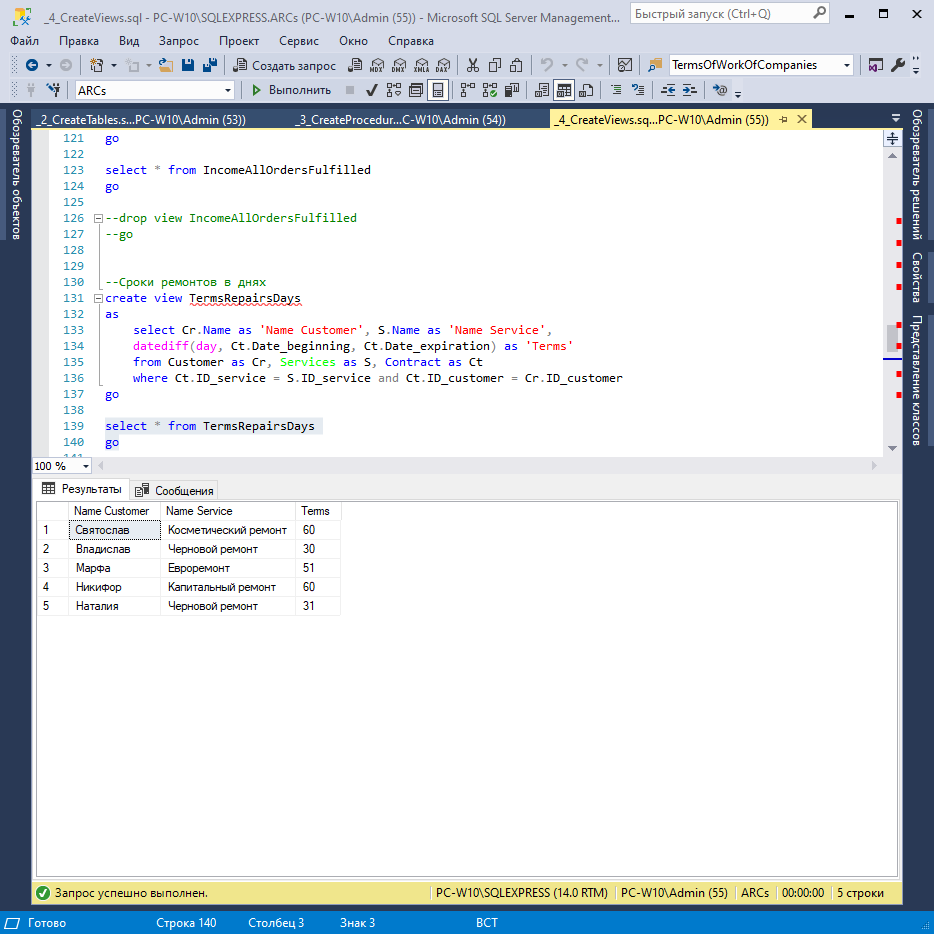 _4_CreateViews.sql - PC-W10\SQLEXPRESS.ARCs (PC-W10\Admin (55)) - Microsoft SQL Server Management...
Быстрый запуск (Ctrl+Q)
Файл Правка Вид Запрос Проект Сервис Окно Справка
Создать запрос MDX DMX XMLA DAX TermsOfWorkOfCompanies
ARCs Выполнить
_2_CreateTables.s...PC-W10\Admin (53)) _3_CreateProcedur...C-W10\Admin (54)) _4_CreateViews.sq...PC-W10\Admin (55))
Обозреватель объектов
Обозреватель решений
Свойства
Представление классов
121 go
122
123 select * from IncomeAllOrdersFulfilled
124 go
125
126 --drop view IncomeAllOrdersFulfilled
127 --go
128
129
130 --Сроки ремонтов в днях
131 create view TermsRepairsDays
132 as
133 select Cr.Name as 'Name Customer', S.Name as 'Name Service',
134 datediff(day, Ct.Date_beginning, Ct.Date_expiration) as 'Terms'
135 from Customer as Cr, Services as S, Contract as Ct
136 where Ct.ID_service = S.ID_service and Ct.ID_customer = Cr.ID_customer
137 go
138
139 select * from TermsRepairsDays
140 go
141
100 %
Результаты Сообщения
Name Customer Name Service Terms
1 Святослав Косметический ремонт 60
2 Владислав Черновой ремонт 30
3 Марфа Евроремонт 51
4 Никифор Капитальный ремонт 60
5 Наталия Черновой ремонт 31
Запрос успешно выполнен. PC-W10\SQLEXPRESS (14.0 RTM) PC-W10\Admin (55) ARCs 00:00:00 5 строки
Готово Строка 140 Столбец 3 Знак 3 ВСТ